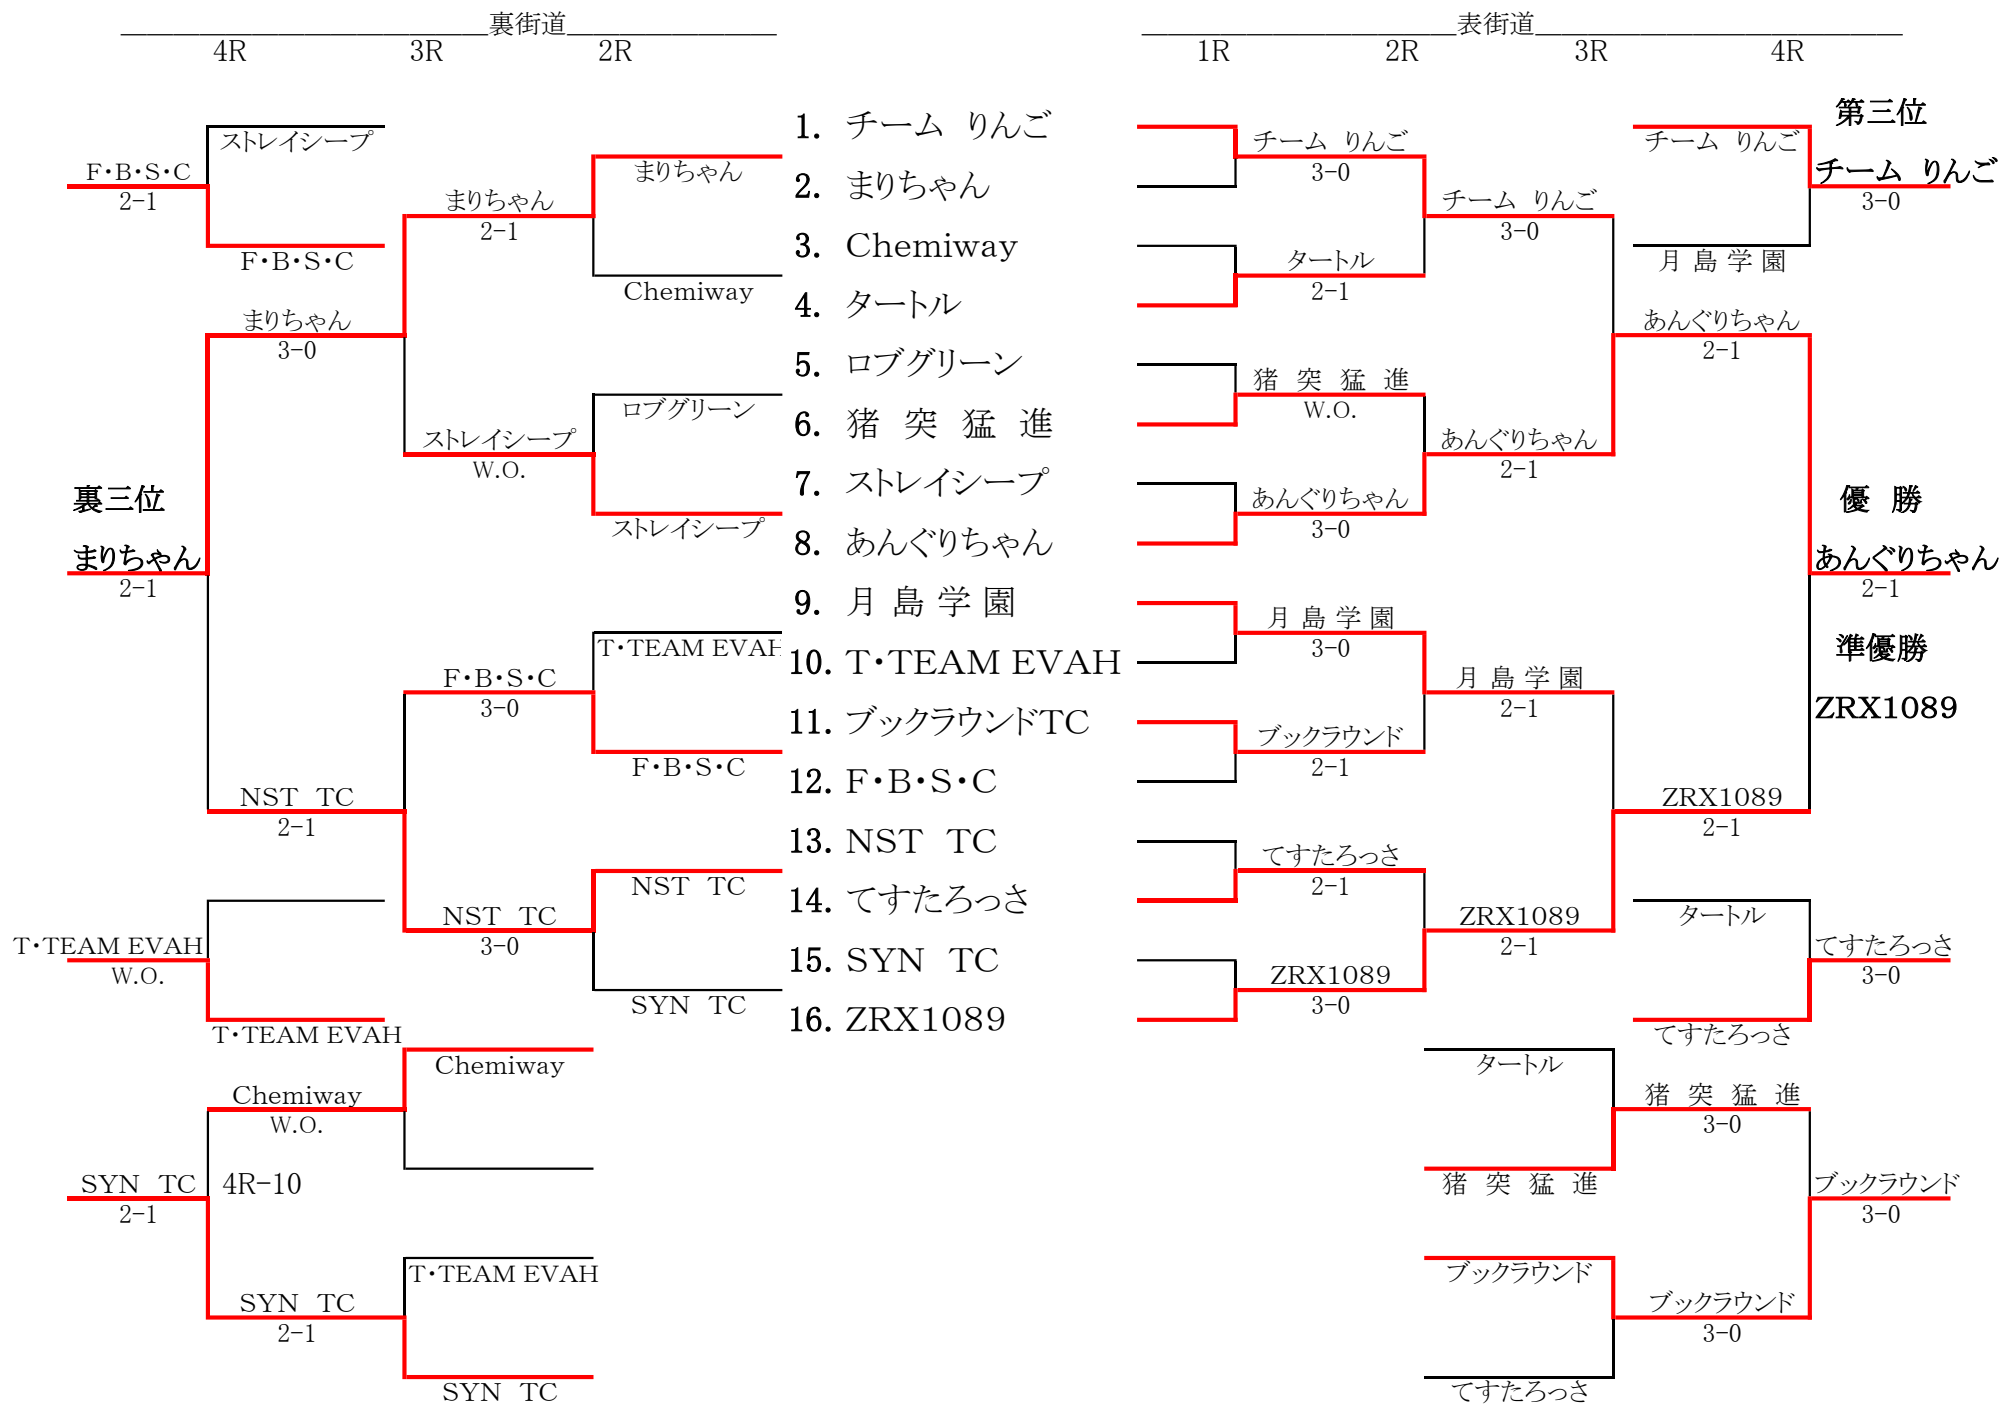 裏街道
4R 3R 2R
ストレイシープ
F・B・S・C
2-1
F・B・S・C
まりちゃん
まりちゃん
2-1
Chemiway
まりちゃん
3-0
ロブグリーン
ストレイシープ
W.O.
ストレイシープ
裏三位
まりちゃん
2-1
T・TEAM EVAH
F・B・S・C
3-0
F・B・S・C
NST TC
2-1
NST TC
NST TC
3-0
SYN TC
T・TEAM EVAH
W.O.
T・TEAM EVAH
Chemiway
Chemiway
W.O.
SYN TC
2-1
4R-10
T・TEAM EVAH
SYN TC
2-1
SYN TC
1. チーム りんご
2. まりちゃん
3. Chemiway
4. タートル
5. ロブグリーン
6. 猪 突 猛 進
7. ストレイシープ
8. あんぐりちゃん
9. 月 島 学 園
10. T・TEAM EVAH
11. ブックラウンドTC
12. F・B・S・C
13. NST TC
14. てすたろっさ
15. SYN TC
16. ZRX1089
表街道
1R 2R 3R 4R
チーム りんご
3-0
タートル
2-1
猪 突 猛 進
W.O.
あんぐりちゃん
3-0
月 島 学 園
3-0
ブックラウンド
2-1
てすたろっさ
2-1
ZRX1089
3-0
チーム りんご
3-0
あんぐりちゃん
2-1
月 島 学 園
2-1
ZRX1089
2-1
タートル
猪 突 猛 進
ブックラウンド
てすたろっさ
チーム りんご
月 島 学 園
あんぐりちゃん
2-1
ZRX1089
2-1
タートル
てすたろっさ
猪 突 猛 進
3-0
ブックラウンド
3-0
第三位
チーム りんご
3-0
優 勝
あんぐりちゃん
2-1
準優勝
ZRX1089
てすたろっさ
3-0
ブックラウンド
3-0